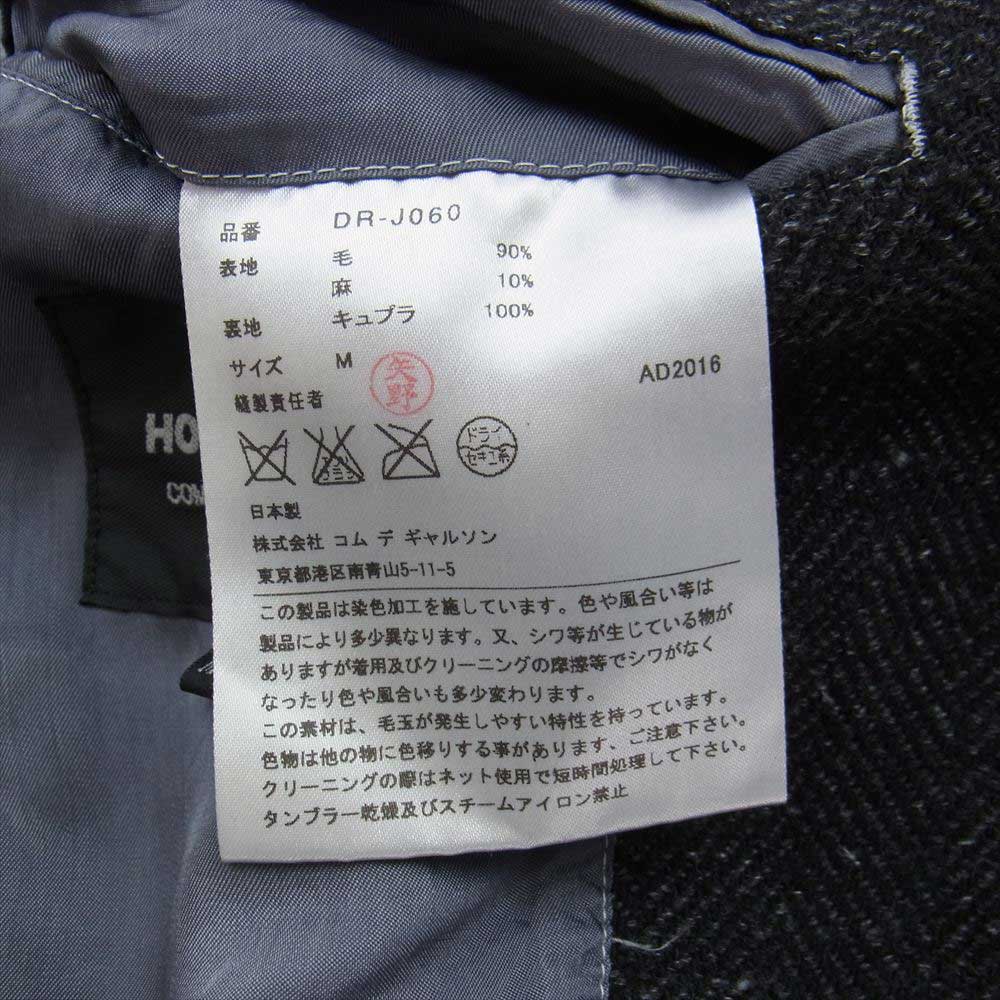 品番 DR-J060
表地 毛 90%
麻 10%
裏地 キュプラ 100%
サイズ M
矢野
AD2016
縫製責任者
ドライ
セキユ系
日本製
株式会社 コム デ ギャルソン
東京都港区南青山5-11-5
この製品は染色加工を施しています。色や風合い等は
製品により多少異なります。又、シワ等が生じている物が
ありますが着用及びクリーニングの摩擦等でシワがなく
なったり色や風合いも多少変わります。
この素材は、毛玉が発生しやすい特性を持っています。
色物は他の物に色移りする事があります、ご注意下さい。
クリーニングの際はネット使用で短時間処理して下さい。
タンブラー乾燥及びスチームアイロン禁止
HO
COM